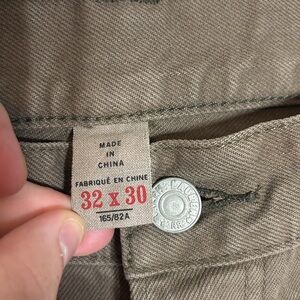 MADE
IN
CHINA
FABRIQUÉ EN CHINE
32 x 30
165/82A